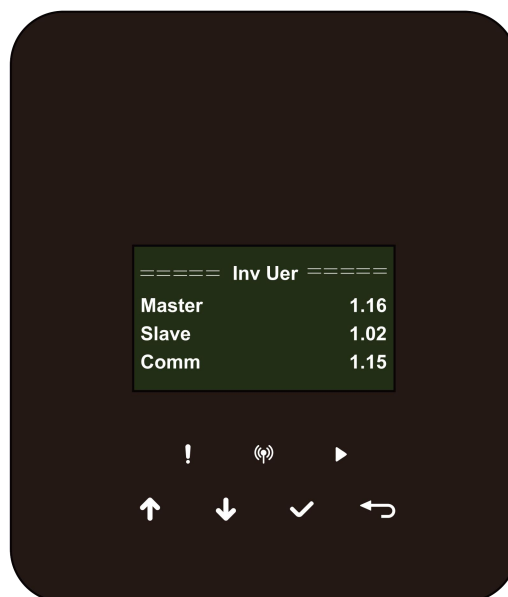 ===== Inv Uer =====
Master 1.16
Slave 1.02
Comm 1.15